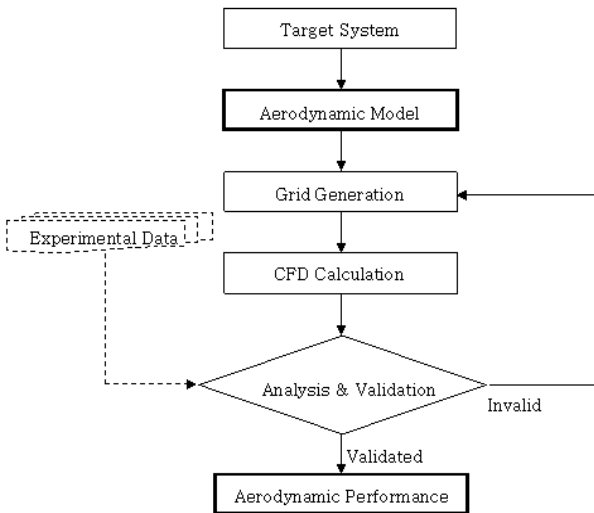 Target System
Aerodynamic Model
Grid Generation
Experimental Data
CFD Calculation
Analysis & Validation
Invalid
Validated
Aerodynamic Performance